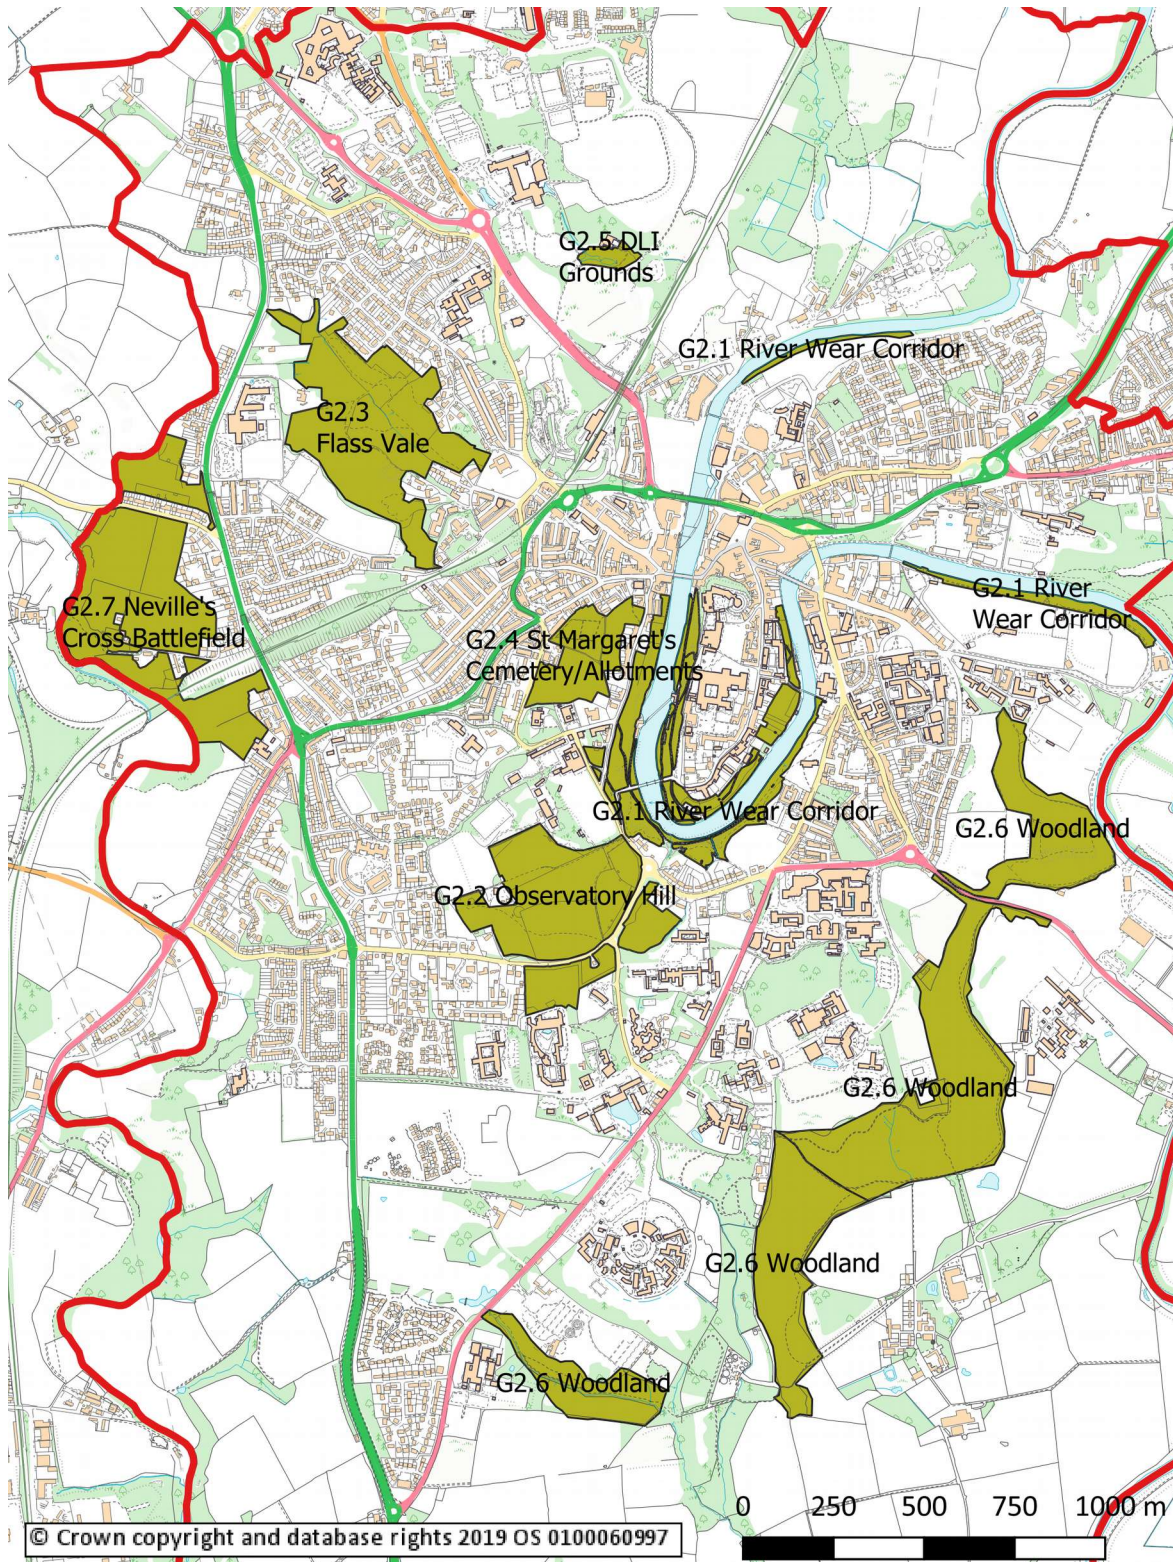 G2.5 DLI
Grounds
G2.1 River Wear Corridor
G2.3
Flass Vale
G2.1 River
Wear Corridor
G2.7 Neville's
Cross Battlefield
G2.4 St Margaret's
Cemetery/Allotments
G2.1 River Wear Corridor
G2.6 Woodland
G2.2 Observatory Hill
G2.6 Woodland
G2.6 Woodland
G2.6 Woodland
0 250 500 750 1000 m
© Crown copyright and database rights 2019 OS 0100060997